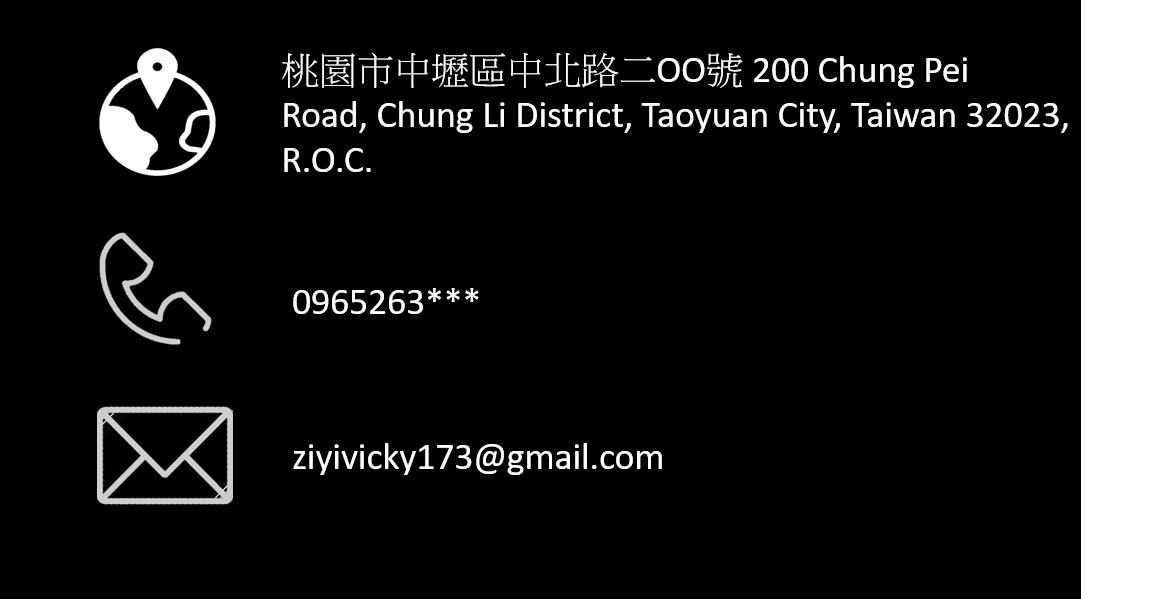 桃園市中壢區中北路二OO號 200 Chung Pei
Road, Chung Li District, Taoyuan City, Taiwan 32023,
R.O.C.
0965263***
ziyivicky173@gmail.com